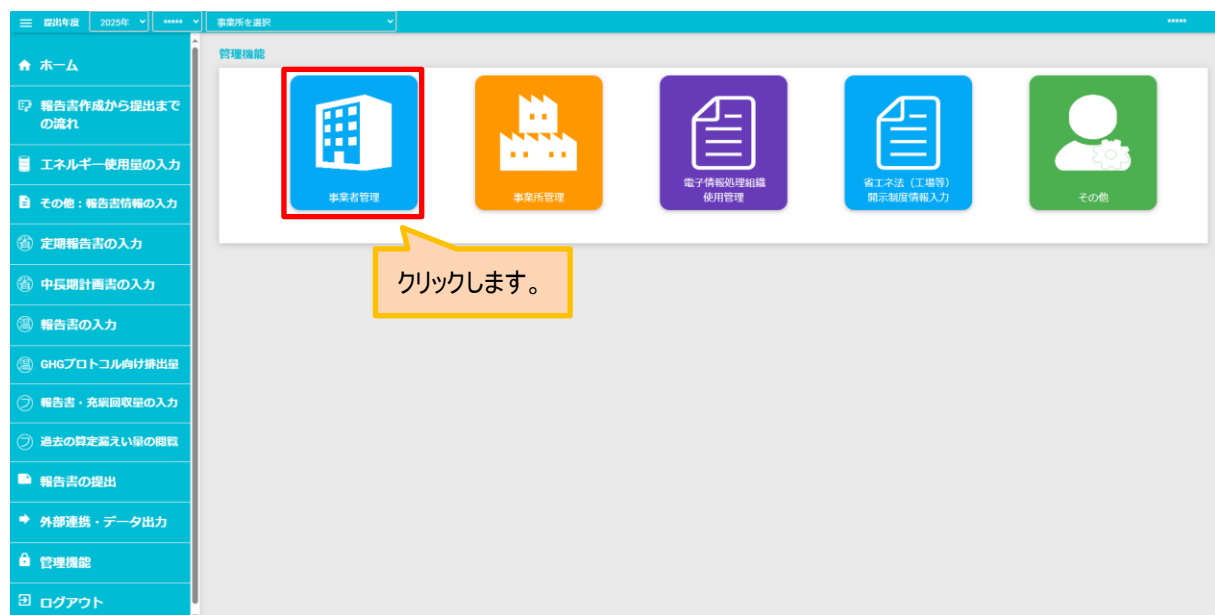 提出年度 2025年 ***** 事業所を選択 *****
ホーム
報告書作成から提出まで
の流れ
エネルギー使用量の入力
その他：報告書情報の入力
省 定期報告書の入力
省 中長期計画書の入力
温 報告書の入力
温 GHGプロトコル向け排出量
フ 報告書・充塡回収量の入力
フ 過去の算定漏えい量の閲覧
報告書の提出
外部連携・データ出力
管理機能
ログアウト
管理機能
事業者管理
事業所管理
電子情報処理組織
使用管理
省エネ法（工場等）
開示制度情報入力
その他
クリックします。